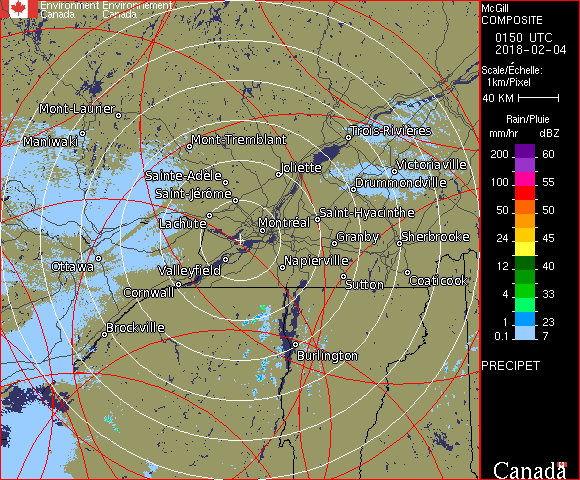 Environment Environnement
Canada Canada
McGill
COMPOSITE
0150 UTC
2018-02-04
Scale/Échelle:
1km/Pixel
40 KM
Rain/Pluie
mm/hr dBZ
200 60
100 55
50 50
24 45
12 40
4 33
1 23
0.1 7
PRECIPET
Canada
Mont-Laurier
Maniwaki
Mont-Tremblant
Trois-Rivières
Sainte-Adèle
Joliette
Victoriaville
Saint-Jérôme
Drummondville
Lachute
Montréal
Saint-Hyacinthe
Granby
Sherbrooke
Ottawa
Valleyfield
Napierville
Cornwall
Sutton
Coaticook
Brockville
Burlington